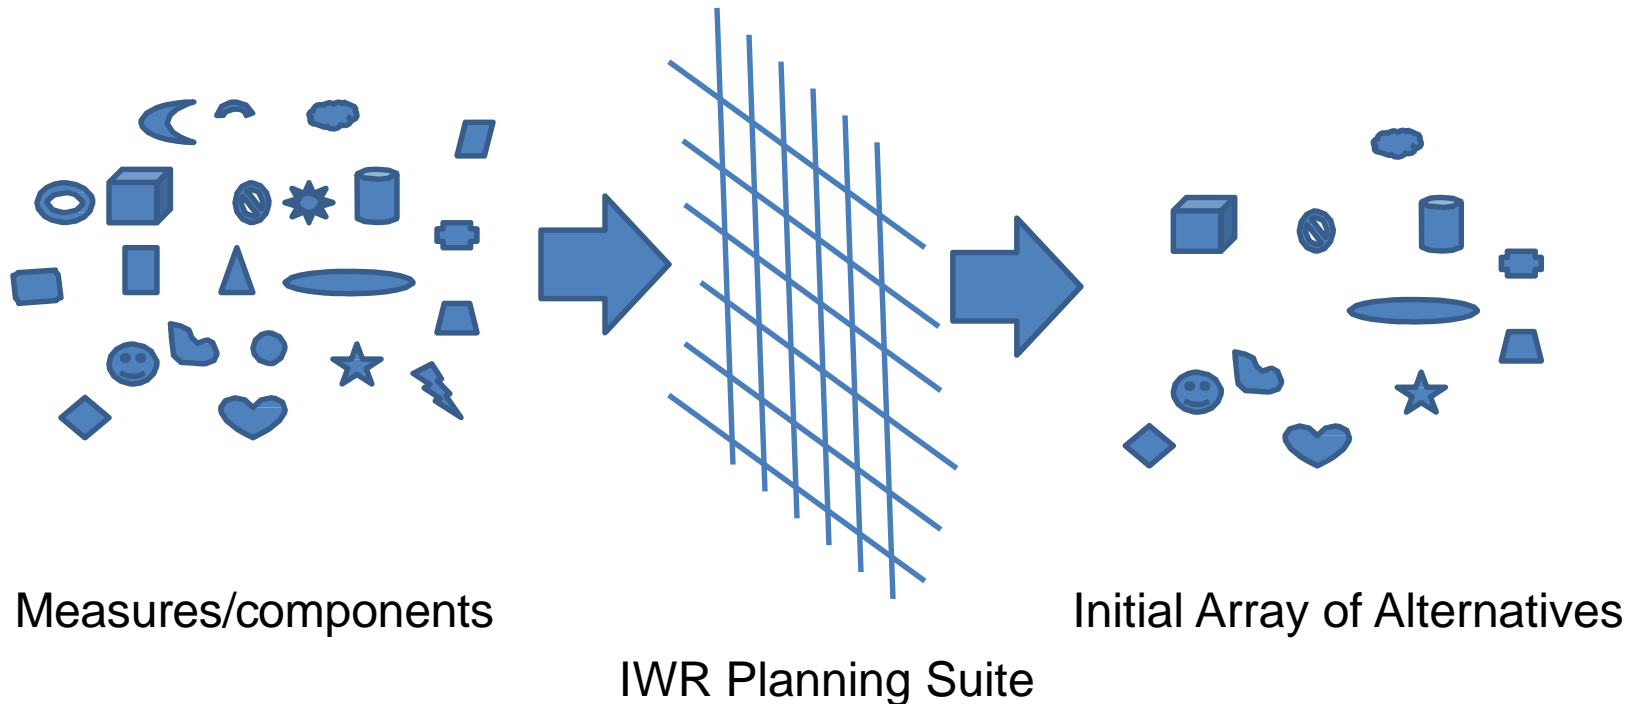 Measures/components
Initial Array of Alternatives
IWR Planning Suite